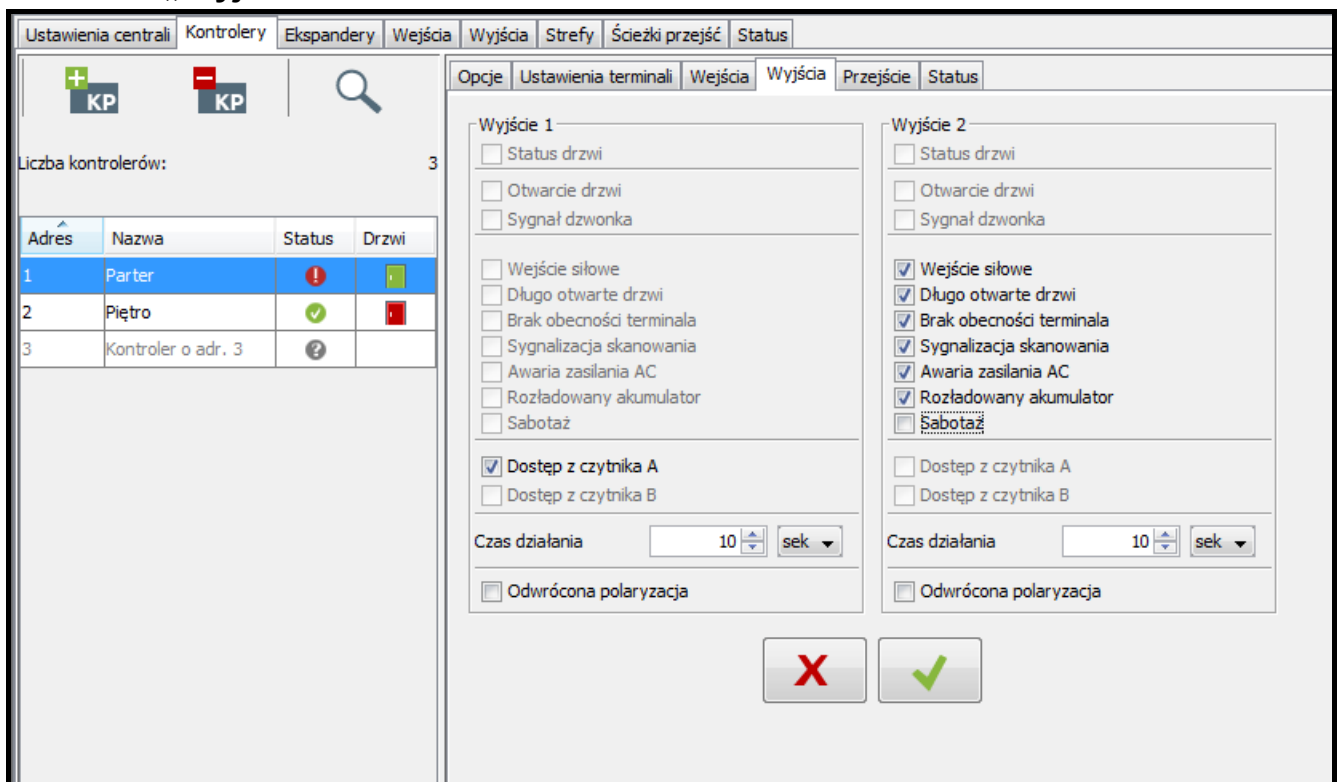 Ustawienia centrali Kontrolery Ekspandery Wejścia Wyjścia Strefy Ścieżki przejść Status
KP KP
Liczba kontrolerów: 3
Adres Nazwa Status Drzwi
1 Parter
2 Piętro
3 Kontroler o adr. 3
Opcje Ustawienia terminali Wejścia Wyjścia Przejście Status
Wyjście 1
Status drzwi
Otwarcie drzwi
Sygnał dzwonka
Wejście siłowe
Długo otwarte drzwi
Brak obecności terminala
Sygnalizacja skanowania
Awaria zasilania AC
Rozładowany akumulator
Sabotaż
Dostęp z czytnika A
Dostęp z czytnika B
Czas działania 10 sek
Odwrócona polaryzacja
Wyjście 2
Status drzwi
Otwarcie drzwi
Sygnał dzwonka
Wejście siłowe
Długo otwarte drzwi
Brak obecności terminala
Sygnalizacja skanowania
Awaria zasilania AC
Rozładowany akumulator
Sabotaż
Dostęp z czytnika A
Dostęp z czytnika B
Czas działania 10 sek
Odwrócona polaryzacja